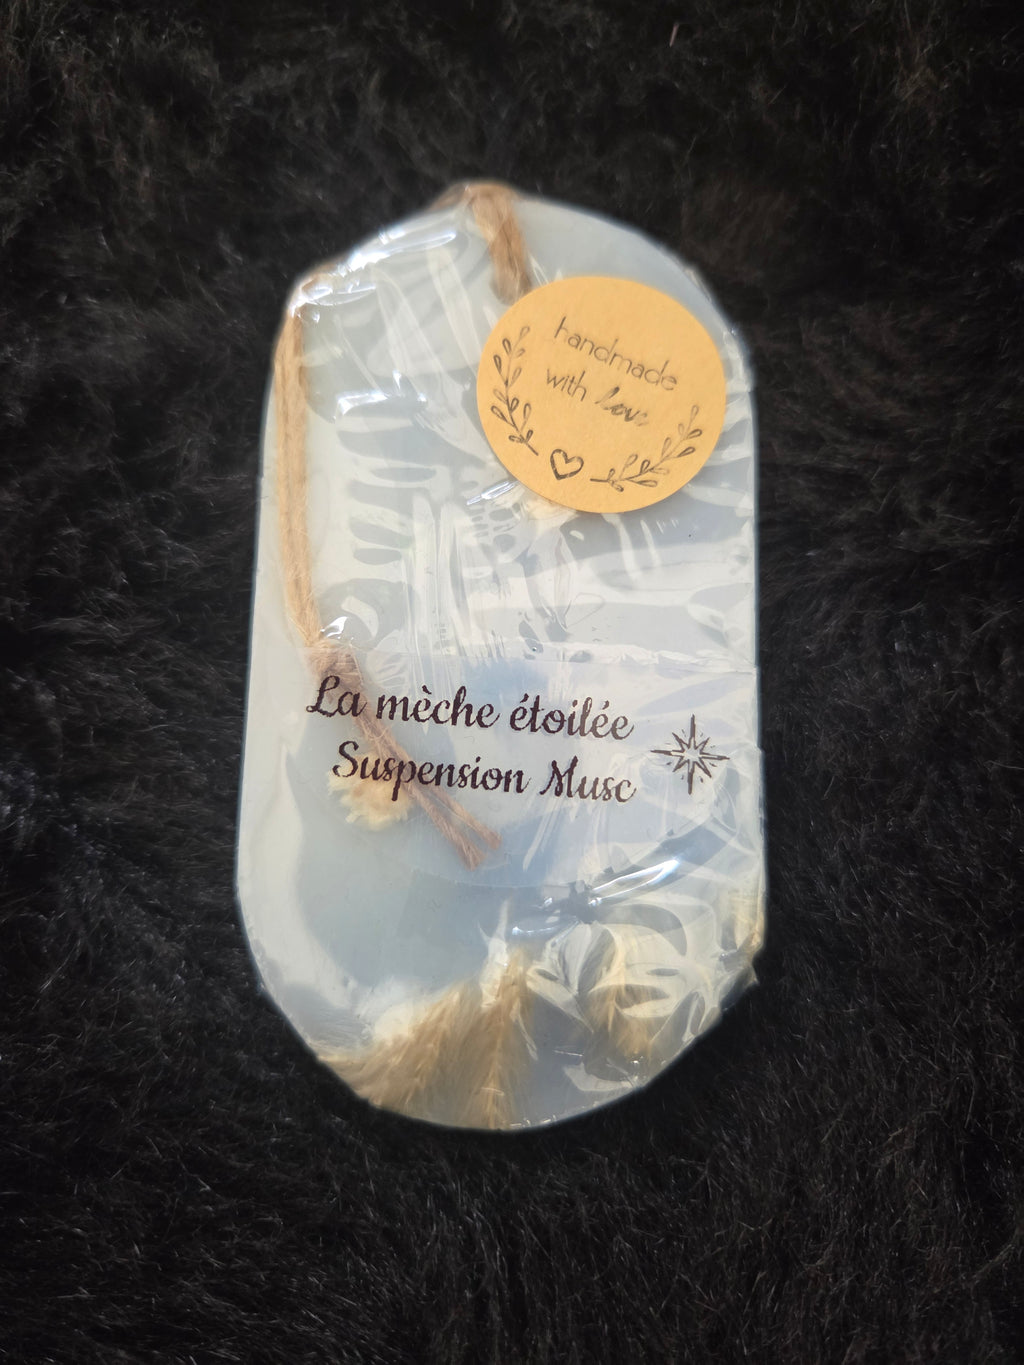 handmade
with love
La mèche étoilée
Suspension Musc